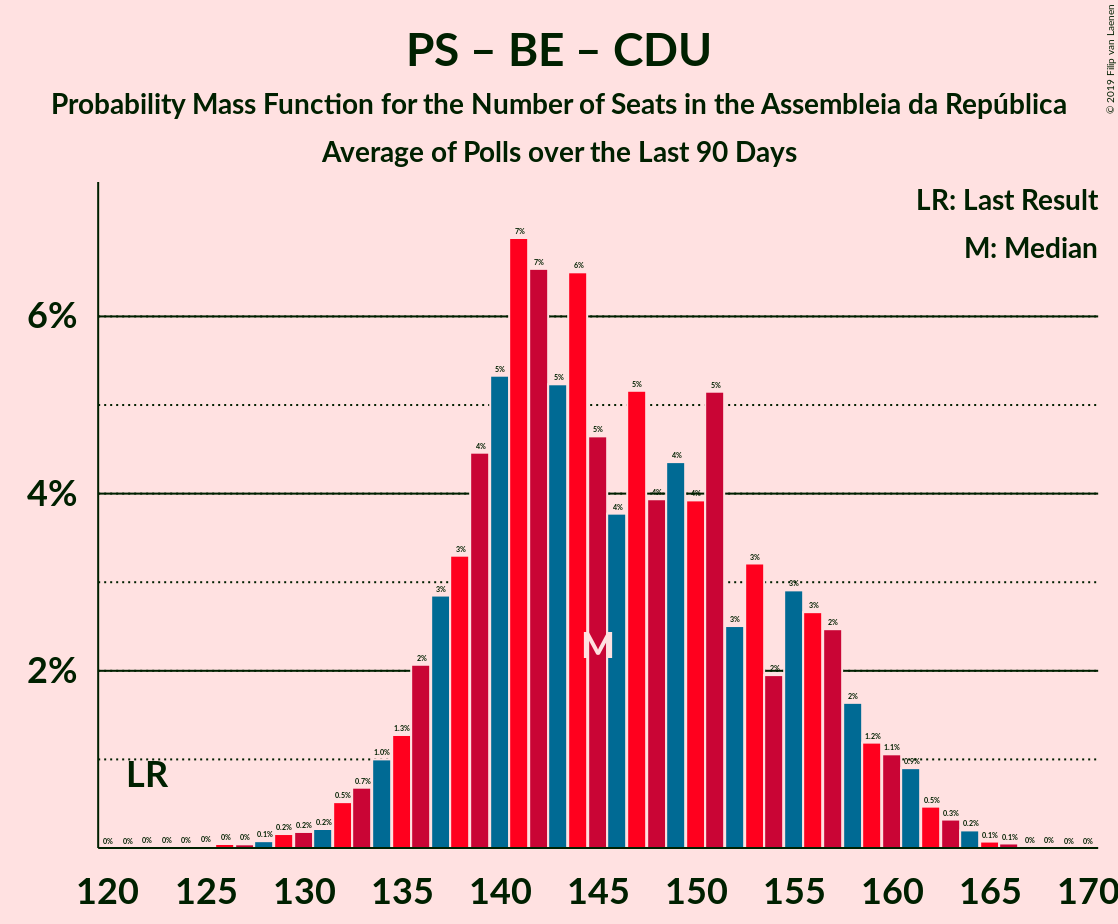 PS – BE – CDU
Probability Mass Function for the Number of Seats in the Assembleia da República
Average of Polls over the Last 90 Days
© 2019 Filip van Laenen
LR: Last Result
M: Median
6%
4%
2%
LR
M
0% 0% 0% 0% 0% 0% 0% 0% 0.1% 0.2% 0.2% 0.2% 0.5% 0.7% 1.0% 1.3% 2% 3% 3% 4% 5% 7% 7% 5% 6% 5% 4% 5% 4% 4% 4% 5% 3% 3% 2% 3% 3% 2% 2% 1.2% 1.1% 0.9% 0.5% 0.3% 0.2% 0.1% 0.1% 0% 0% 0% 0%
120 125 130 135 140 145 150 155 160 165 170